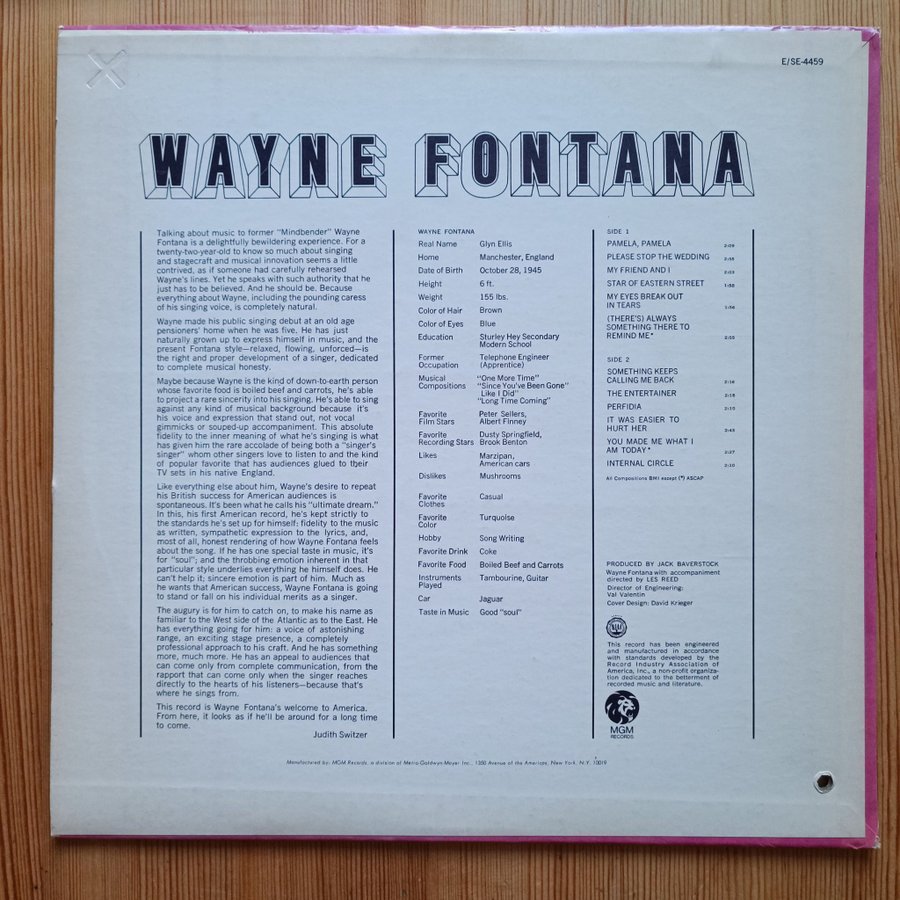 E/SE-4459
WAYNE FONTANA
Talking about music to former "Mindbender" Wayne
Fontana is a delightfully bewildering experience. For a
twenty-two-year-old to know so much about singing
and stagecraft and musical innovation seems a little
contrived, as if someone had carefully rehearsed
Wayne's lines. Yet he speaks with such authority that he
just has to be believed. And he should be. Because
everything about Wayne, including the pounding caress
of his singing voice, is completely natural.
Wayne made his public singing debut at an old age
pensioners' home when he was five. He has just
naturally grown up to express himself in music, and the
present Fontana style—relaxed, flowing, unforced—is
the right and proper development of a singer, dedicated
to complete musical honesty.
Maybe because Wayne is the kind of down-to-earth person
whose favorite food is boiled beef and carrots, he's able
to project a rare sincerity into his singing. He's able to sing
against any kind of musical background because it's
his voice and expression that stand out, not vocal
gimmicks or souped-up accompaniment. This absolute
fidelity to the inner meaning of what he's singing is what
has given him the rare accolade of being both a "singer's
singer" whom other singers love to listen to and the kind
of popular favorite that has audiences glued to their
TV sets in his native England.
Like everything else about him, Wayne's desire to repeat
his British success for American audiences is
spontaneous. It's been what he calls his "ultimate dream."
In this, his first American record, he's kept strictly to
the standards he's set up for himself: fidelity to the music
as written, sympathetic expression to the lyrics, and,
most of all, honest rendering of how Wayne Fontana feels
about the song. If he has one special taste in music, it's
for "soul"; and the throbbing emotion inherent in that
particular style underlies everything he himself does. He
can't help it; sincere emotion is part of him. Much as
he wants that American success, Wayne Fontana is going
to stand or fall on his individual merits as a singer.
The augury is for him to catch on, to make his name as
familiar to the West side of the Atlantic as to the East. He
has everything going for him: a voice of astonishing
range, an exciting stage presence, a completely
professional approach to his craft. And he has something
more, much more. He has an appeal to audiences that
can come only from complete communication, from the
rapport that can come only when the singer reaches
directly to the hearts of his listeners—because that's
where he sings from.
This record is Wayne Fontana's welcome to America.
From here, it looks as if he'll be around for a long time
to come.
Judith Switzer
WAYNE FONTANA
Real Name Glyn Ellis
Home Manchester, England
Date of Birth October 28, 1945
Height 6 ft.
Weight 155 lbs.
Color of Hair Brown
Color of Eyes Blue
Education Sturley Hey Secondary
Modern School
Former Telephone Engineer
Occupation (Apprentice)
Musical "One More Time"
Compositions "Since You've Been Gone"
Like I Did"
"Long Time Coming"
Favorite Peter Sellers,
Film Stars Albert Finney
Favorite Dusty Springfield,
Recording Stars Brook Benton
Likes Marzipan,
American cars
Dislikes Mushrooms
Favorite Casual
Clothes
Favorite Turquoise
Color
Hobby Song Writing
Favorite Drink Coke
Favorite Food Boiled Beef and Carrots
Instruments Tambourine, Guitar
Played
Car Jaguar
Taste in Music Good "soul"
SIDE 1
PAMELA, PAMELA 2:09
PLEASE STOP THE WEDDING 2:55
MY FRIEND AND I 2:03
STAR OF EASTERN STREET 1:58
MY EYES BREAK OUT
IN TEARS 1:56
(THERE'S) ALWAYS
SOMETHING THERE TO
REMIND ME* 2:50
SIDE 2
SOMETHING KEEPS
CALLING ME BACK 2:16
THE ENTERTAINER 2:18
PERFIDIA 2:10
IT WAS EASIER TO
HURT HER 2:43
YOU MADE ME WHAT I
AM TODAY* 2:27
INTERNAL CIRCLE 2:20
All Compositions BMI except (*) ASCAP
PRODUCED BY JACK BAVERSTOCK
Wayne Fontana with accompaniment
directed by LES REED
Director of Engineering:
Val Valentin
Cover Design: David Krieger
This record has been engineered
and manufactured in accordance
with standards developed by the
Record Industry Association of
America, Inc., a non-profit organiza-
tion dedicated to the betterment of
recorded music and literature.
MGM
RECORDS
Manufactured by: MGM Records, a division of Metro-Goldwyn-Mayer Inc., 1350 Avenue of the Americas, New York, N.Y. 10019